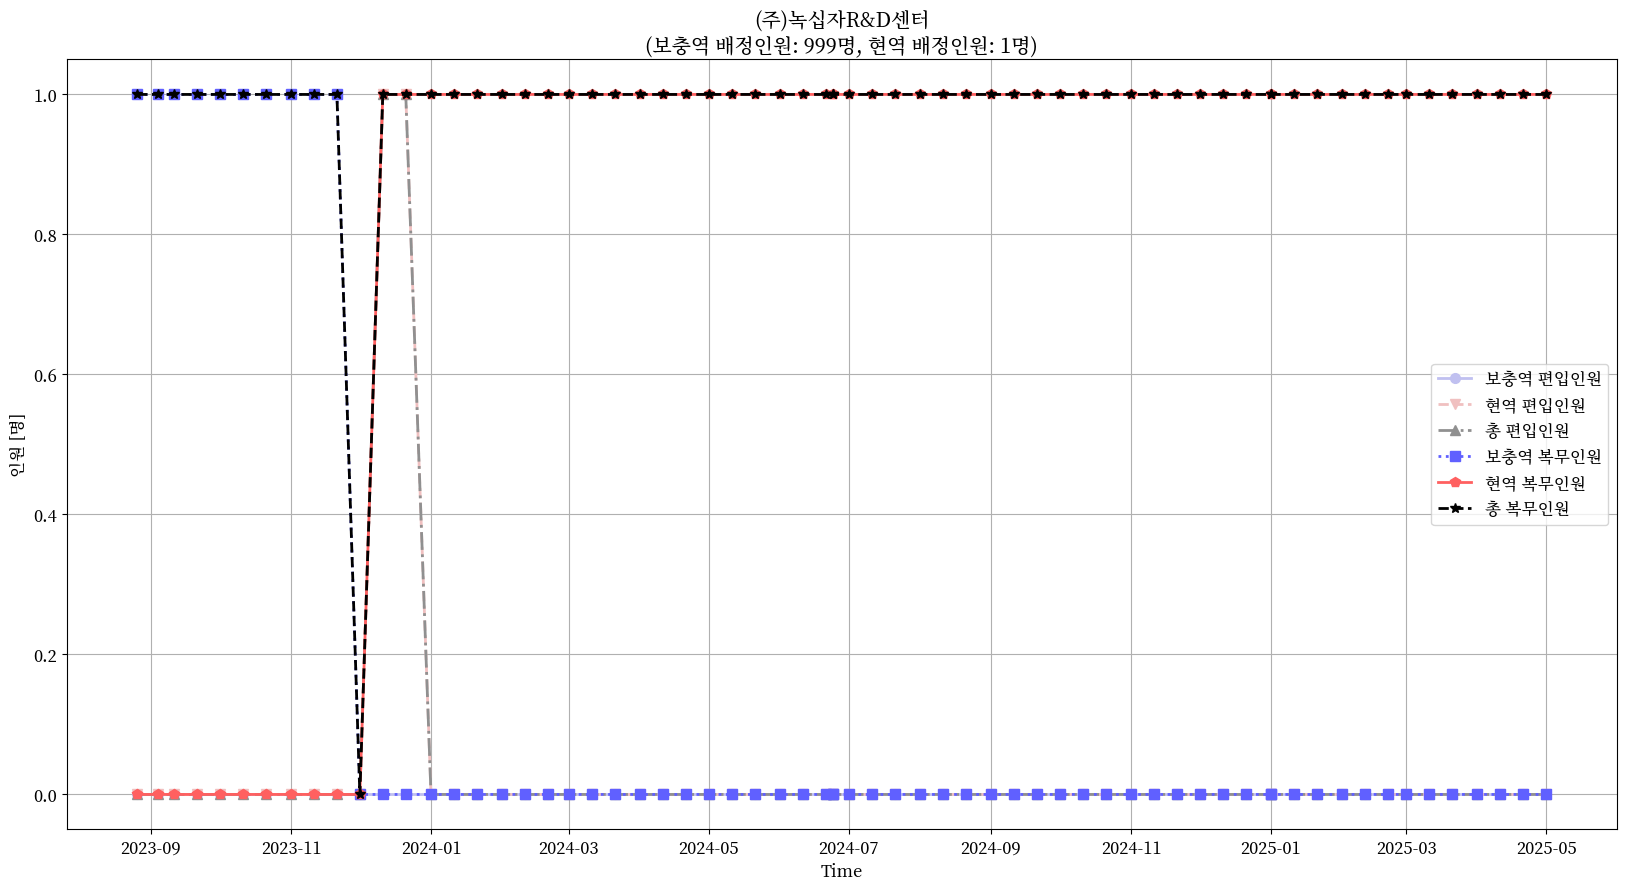 (주)녹십자R&D센터
(보충역 배정인원: 999명, 현역 배정인원: 1명)
인원 [명]
1.0
0.8
0.6
0.4
0.2
0.0
보충역 편입인원
현역 편입인원
총 편입인원
보충역 복무인원
현역 복무인원
총 복무인원
2023-09
2023-11
2024-01
2024-03
2024-05
2024-07
2024-09
2024-11
2025-01
2025-03
2025-05
Time